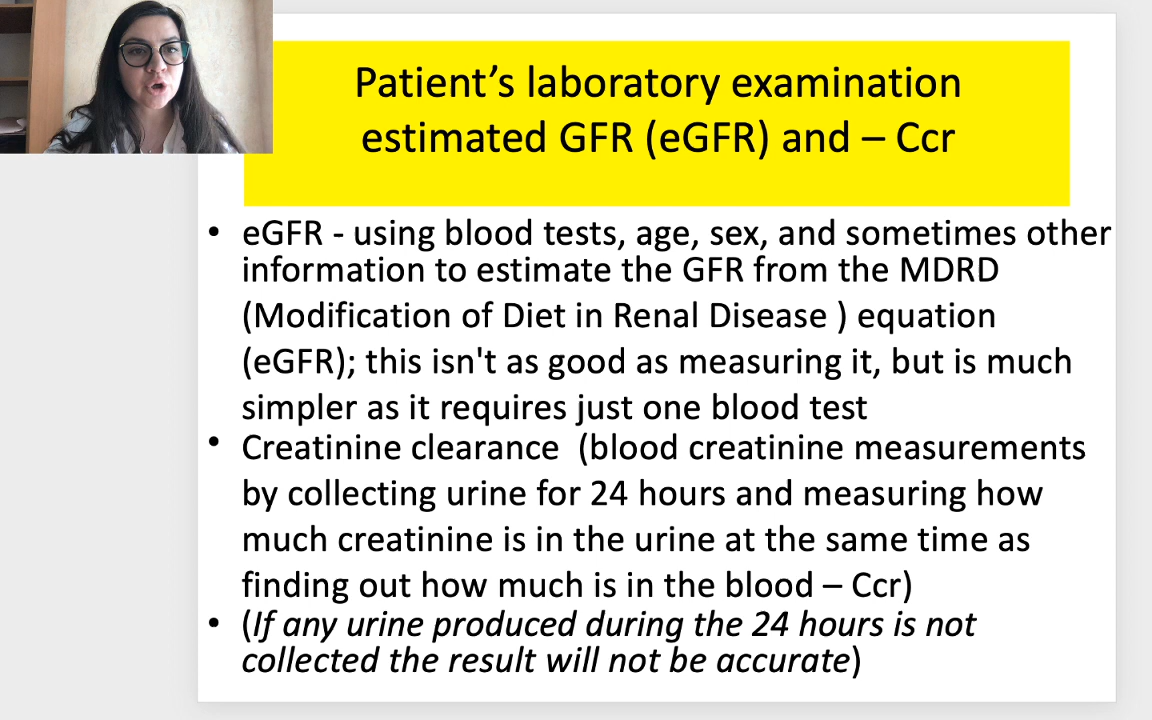 Patient’s laboratory examination
estimated GFR (eGFR) and – Ccr
• eGFR - using blood tests, age, sex, and sometimes other
information to estimate the GFR from the MDRD
(Modification of Diet in Renal Disease ) equation
(eGFR); this isn't as good as measuring it, but is much
simpler as it requires just one blood test
• Creatinine clearance  (blood creatinine measurements
by collecting urine for 24 hours and measuring how
much creatinine is in the urine at the same time as
finding out how much is in the blood – Ccr)
• (If any urine produced during the 24 hours is not
collected the result will not be accurate)